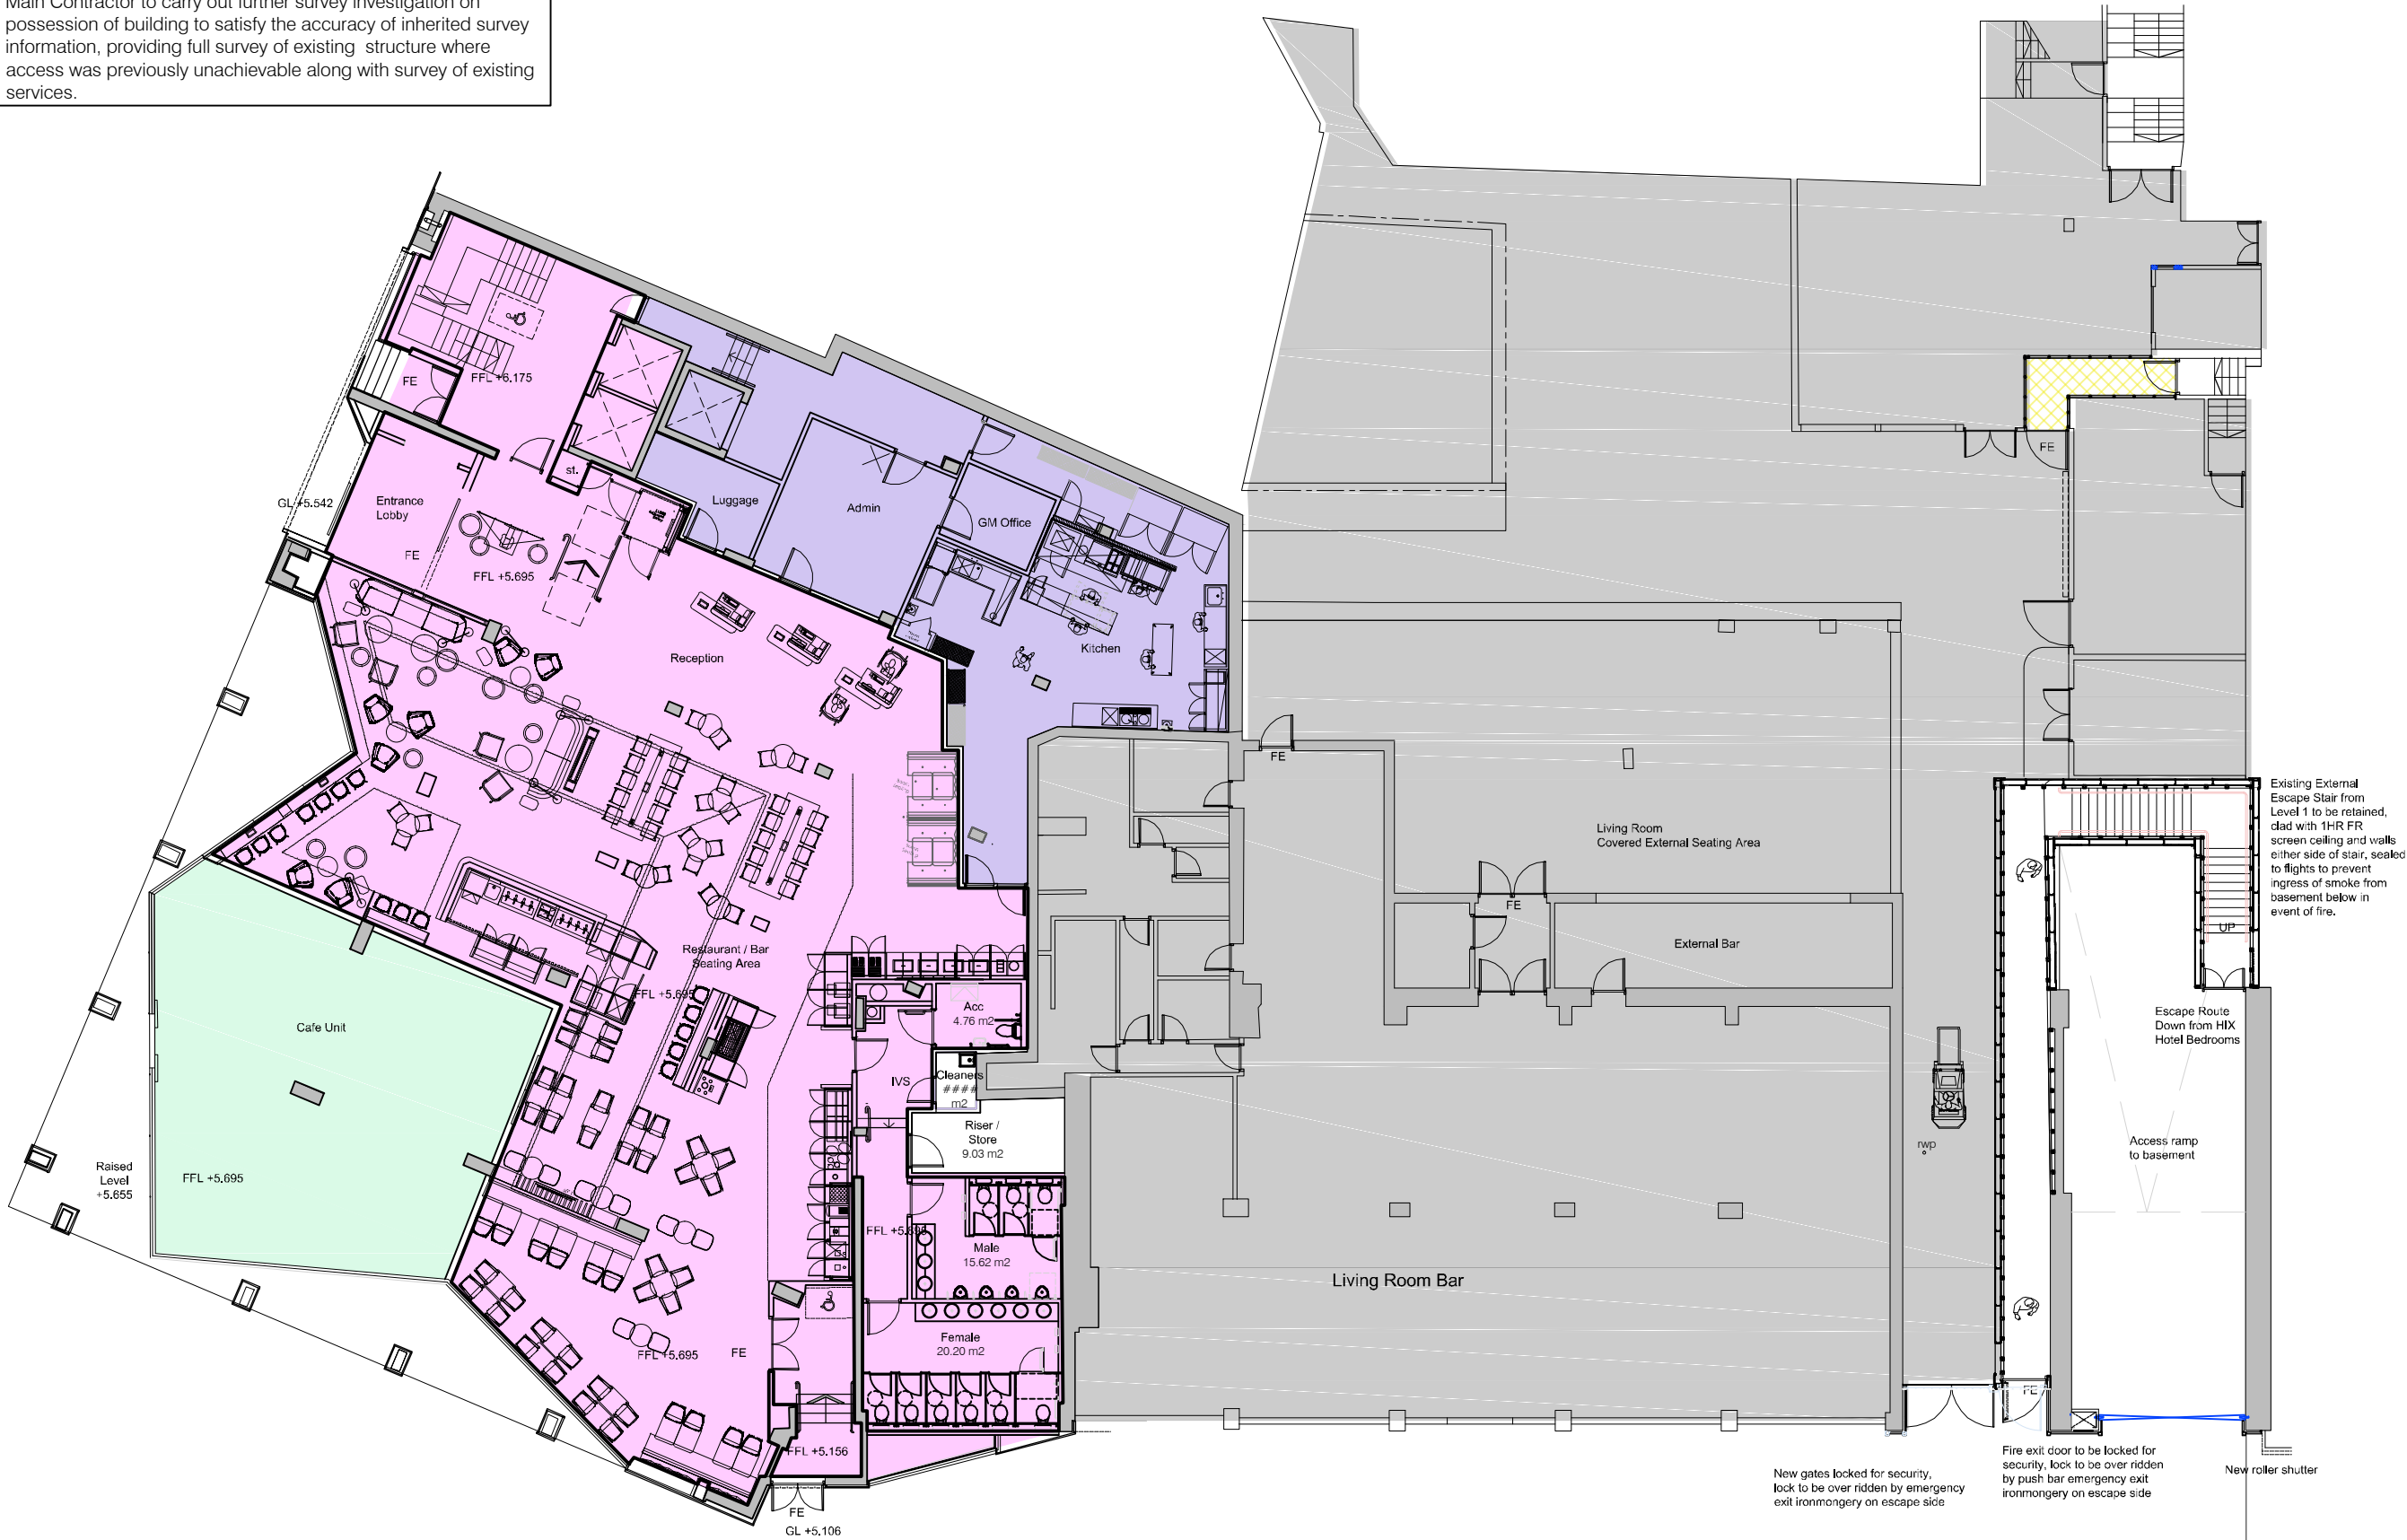 Main Contractor to carry out further survey investigation on
possession of building to satisfy the accuracy of inherited survey
information, providing full survey of existing structure where
access was previously unachievable along with survey of existing
services.
FE
FFL +6.175
GL +5.542
Entrance
Lobby
FE
st.
FFL +5.695
Luggage
Admin
GM Office
Kitchen
Reception
FE
FE
Living Room
Covered External Seating Area
FE
External Bar
Existing External
Escape Stair from
Level 1 to be retained,
clad with 1HR FR
screen ceiling and walls
either side of stair, sealed
to flights to prevent
ingress of smoke from
basement below in
event of fire.
UP
Restaurant / Bar
Seating Area
FFL +5.695
Cafe Unit
Acc
4.76 m2
IVS
Cleaners
####
m2
Riser /
Store
9.03 m2
Escape Route
Down from HIX
Hotel Bedrooms
rwp
Access ramp
to basement
Raised
Level
+5.655
FFL +5.695
FFL +5.695
Male
15.62 m2
Living Room Bar
Female
20.20 m2
FFL +5.695
FE
FE
FFL +5.156
FE
GL +5.106
New gates locked for security,
lock to be over ridden by emergency
exit ironmongery on escape side
Fire exit door to be locked for
security, lock to be over ridden
by push bar emergency exit
ironmongery on escape side
New roller shutter